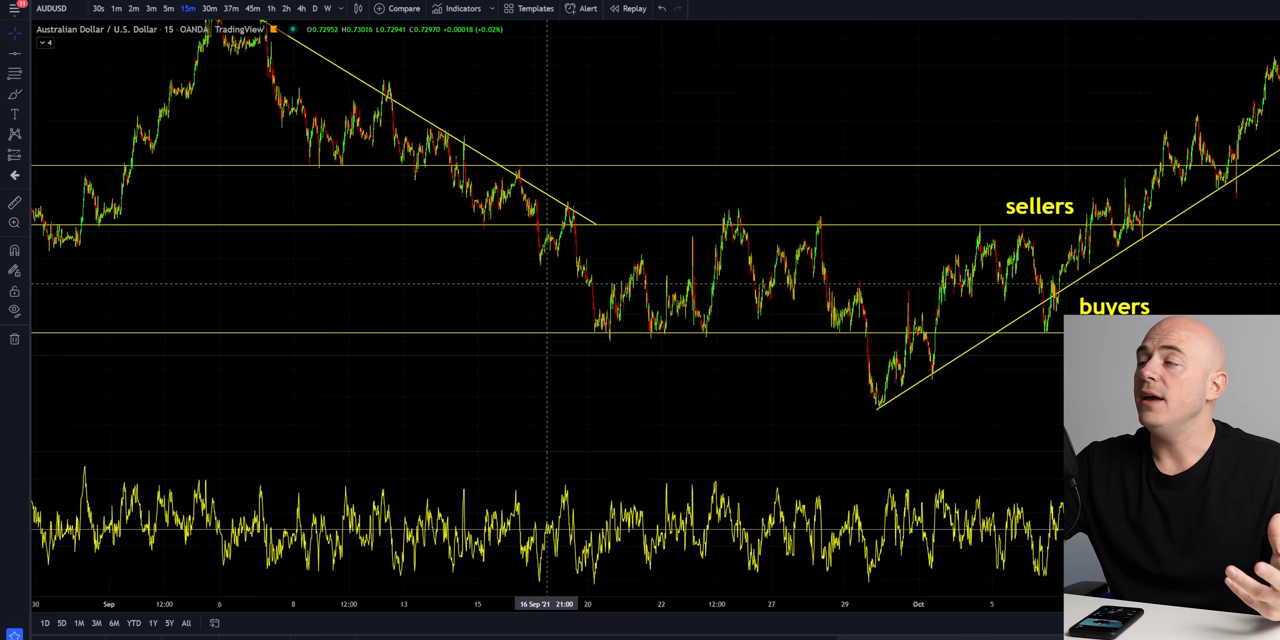 11
AUDUSD 30s 1m 2m 3m 5m 15m 30m 37m 45m 1h 2h 4h D W Compare Indicators Templates Alert Replay
Australian Dollar / U.S. Dollar · 15 · OANDA TradingView O0.72952 H0.73016 L0.72941 C0.72970 +0.00018 (+0.02%)
4
sellers
buyers
30 Sep 12:00 6 8 12:00 13 15 16 Sep '21 21:00 20 22 12:00 27 29 Oct 5
1D 5D 1M 3M 6M YTD 1Y 5Y All